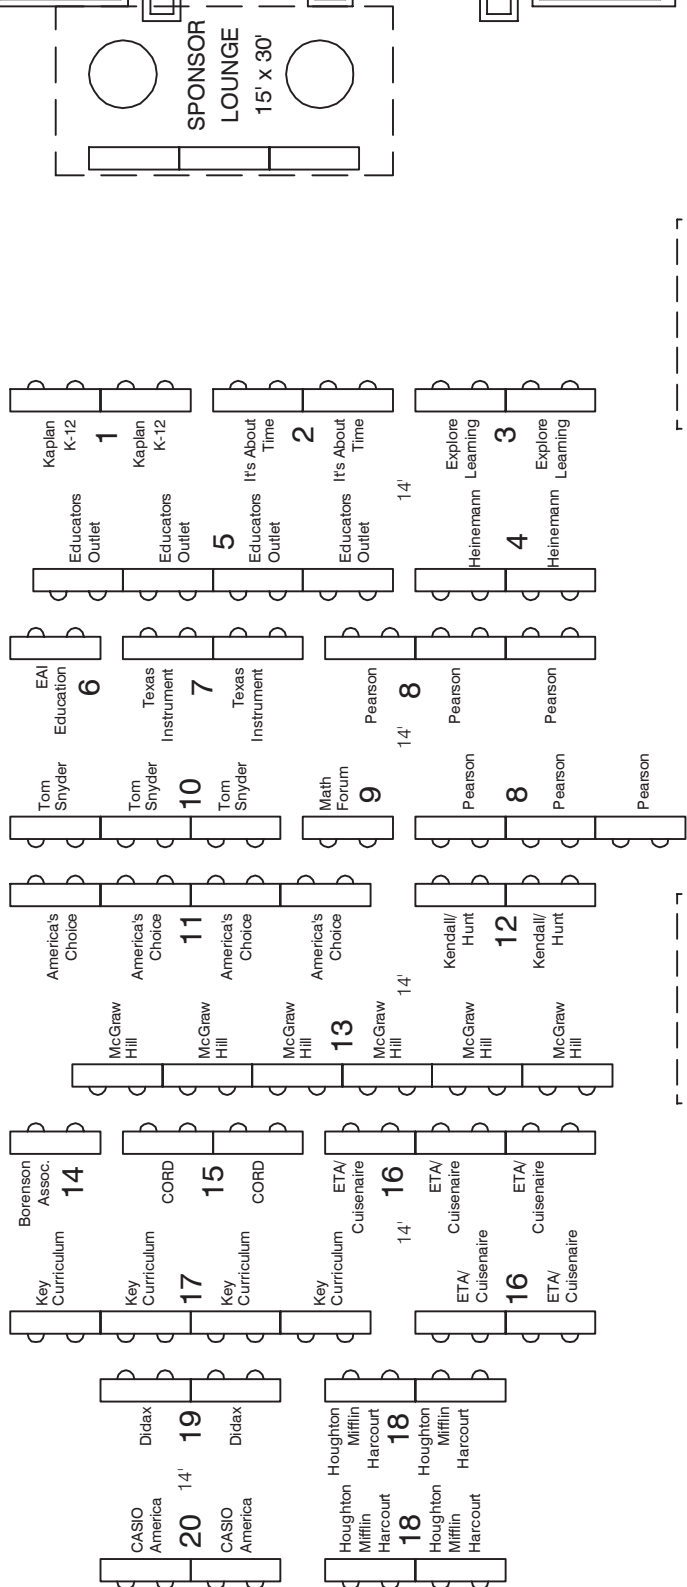 SPONSOR
LOUNGE
15' x 30'
Kaplan
K-12
1
Kaplan
K-12
It's About
Time
2
It's About
Time
Explore
Learning
3
Explore
Learning
Educators
Outlet
Educators
Outlet
5
Educators
Outlet
Educators
Outlet
14'
Heinemann
4
Heinemann
EAI
Education
6
Texas
Instrument
7
Texas
Instrument
Pearson
8
Pearson
Pearson
14'
Tom
Snyder
Tom
Snyder
10
Tom
Snyder
Math
Forum
9
Pearson
8
Pearson
Pearson
America's
Choice
America's
Choice
11
America's
Choice
America's
Choice
Kendall/
Hunt
12
Kendall/
Hunt
14'
McGraw
Hill
McGraw
Hill
McGraw
Hill
13
McGraw
Hill
McGraw
Hill
McGraw
Hill
Borenson
Assoc.
14
CORD
15
CORD
ETA/
Cuisenaire
16
ETA/
Cuisenaire
ETA/
Cuisenaire
14'
Key
Curriculum
Key
Curriculum
17
Key
Curriculum
Key
Curriculum
ETA/
Cuisenaire
16
ETA/
Cuisenaire
Didax
19
Didax
Houghton
Mifflin
Harcourt
18
Houghton
Mifflin
Harcourt
14'
CASIO
America
20
CASIO
America
Houghton
Mifflin
Harcourt
18
Houghton
Mifflin
Harcourt